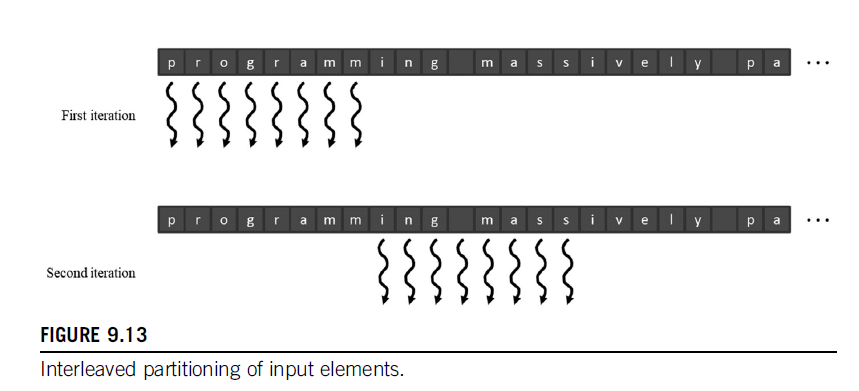 p r o g r a m m i n g m a s s i v e l y p a ...
First iteration
p r o g r a m m i n g m a s s i v e l y p a ...
Second iteration
FIGURE 9.13
Interleaved partitioning of input elements.